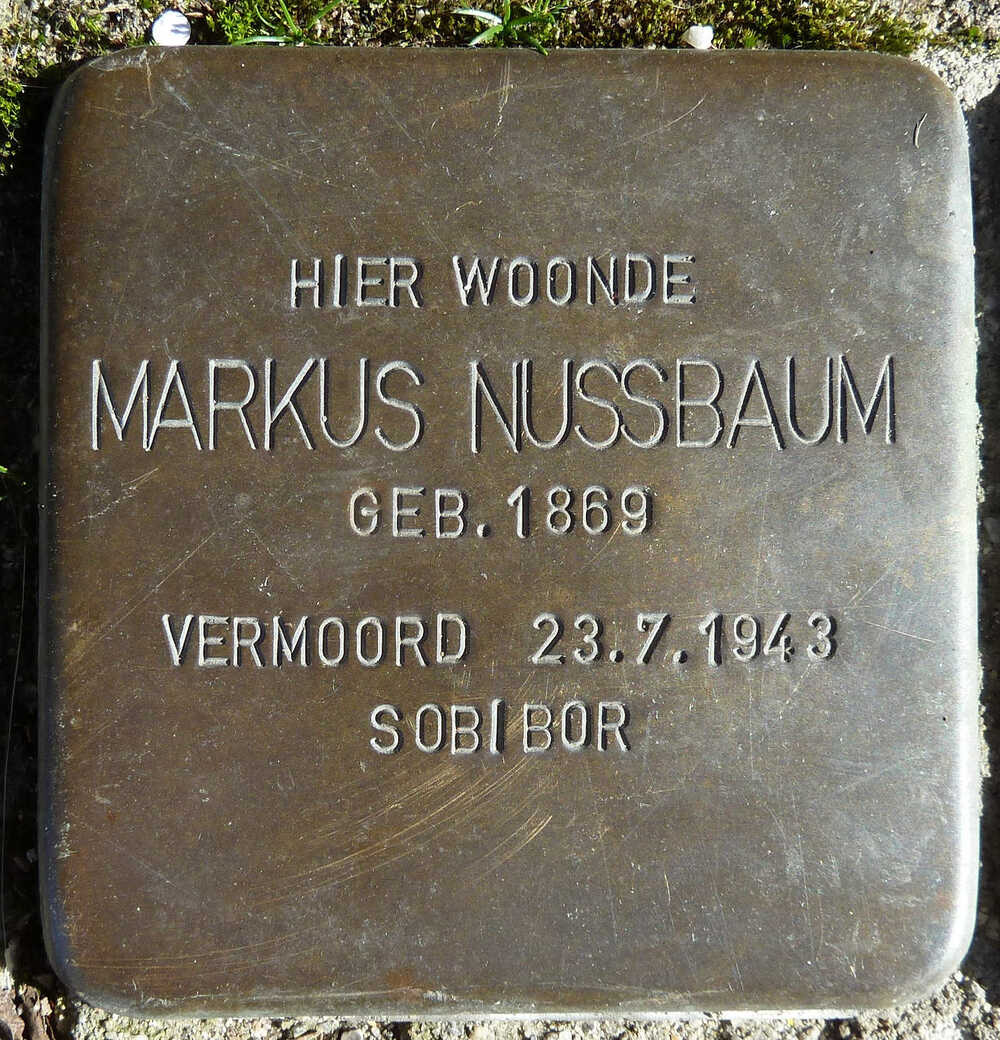 HIER WOONDE
MARKUS NUSSBAUM
GEB. 1869
VERMOORD 23.7.1943
SOBIBOR